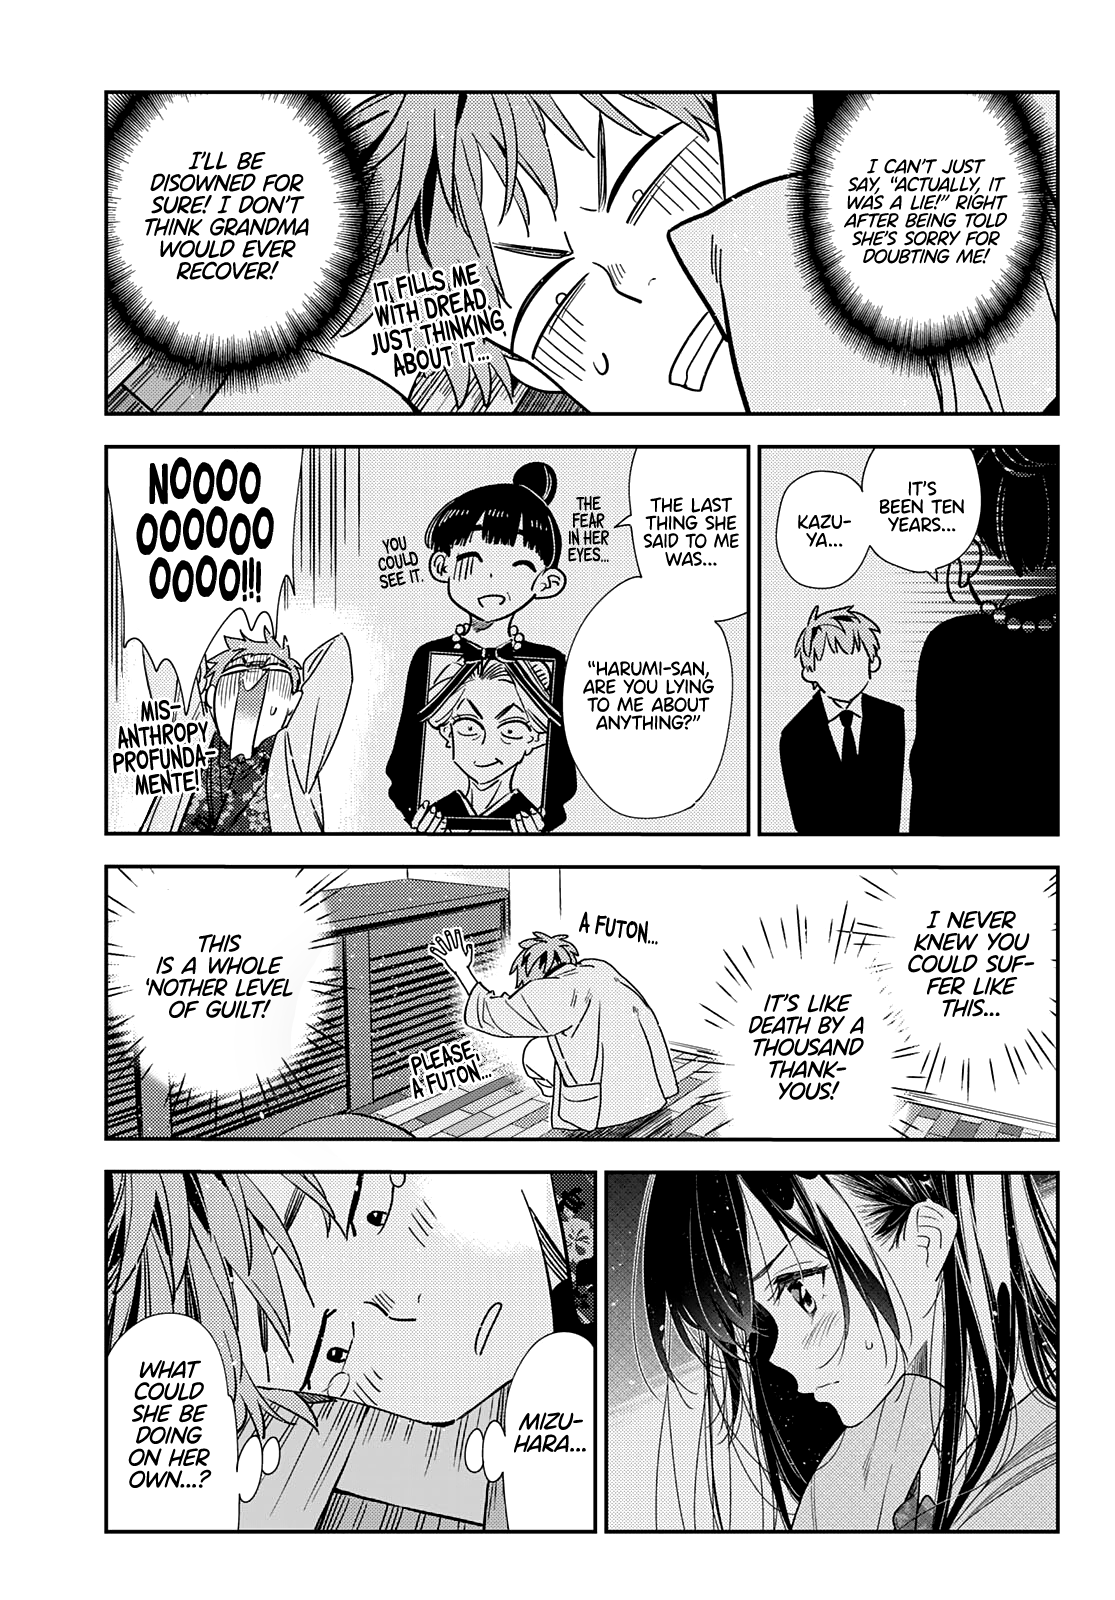 I CAN'T JUST
SAY, "ACTUALLY, IT
WAS A LIE!" RIGHT
AFTER BEING TOLD
SHE'S SORRY FOR
DOUBTING ME!
I'LL BE
DISOWNED FOR
SURE! I DON'T
THINK GRANDMA
WOULD EVER
RECOVER!
IT FILLS ME
WITH DREAD,
JUST THINKING
ABOUT IT...
IT'S
BEEN TEN
YEARS...
KAZU-
YA...
THE LAST
THING SHE
SAID TO ME
WAS...
"HARUMI-SAN,
ARE YOU LYING
TO ME ABOUT
ANYTHING?"
THE
FEAR
IN HER
EYES...
YOU
COULD
SEE IT.
NOOOO
OOOOOO
OOOO!!!
MIS-
ANTHROPY
PROFUNDA-
MENTE!
I NEVER
KNEW YOU
COULD SUF-
FER LIKE
THIS...
IT'S LIKE
DEATH BY A
THOUSAND
THANK-
YOUS!
A FUTON...
PLEASE,
A FUTON...
THIS
IS A WHOLE
'NOTHER LEVEL
OF GUILT!
MIZU-
HARA...
WHAT
COULD
SHE BE
DOING
ON HER
OWN...?